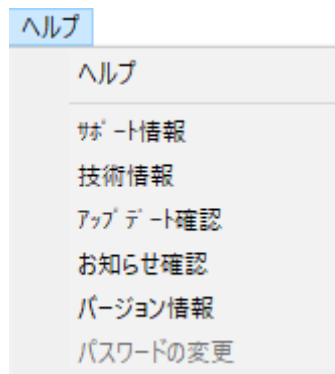 ヘルプ
ヘルプ
ｻﾎﾟｰﾄ情報
技術情報
ｱｯﾌﾟﾃﾞｰﾄ確認
お知らせ確認
バージョン情報
パスワードの変更